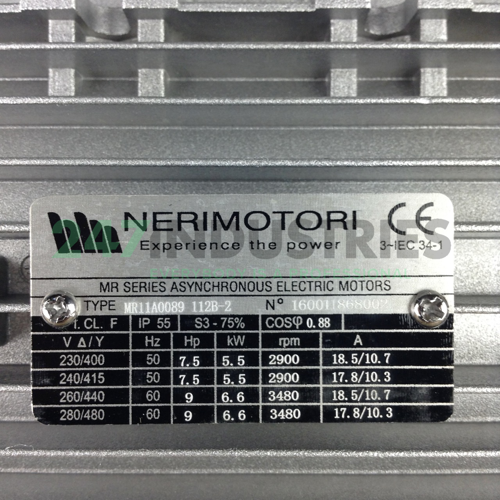 NERIMOTORI CE
Experience the power 3~IEC 34-1
247 INDUSTRIES
MR SERIES ASYNCHRONOUS ELECTRIC MOTORS
TYPE MR11A0089 112B-2 N°
T. CL. F IP 55 S3 - 75% COSφ 0.88
V Δ/Y Hz Hp kW rpm A
230/400 50 7.5 5.5 2900 18.5/10.7
240/415 50 7.5 5.5 2900 17.8/10.3
260/440 60 9 6.6 3480 18.5/10.7
280/480 60 9 6.6 3480 17.8/10.3